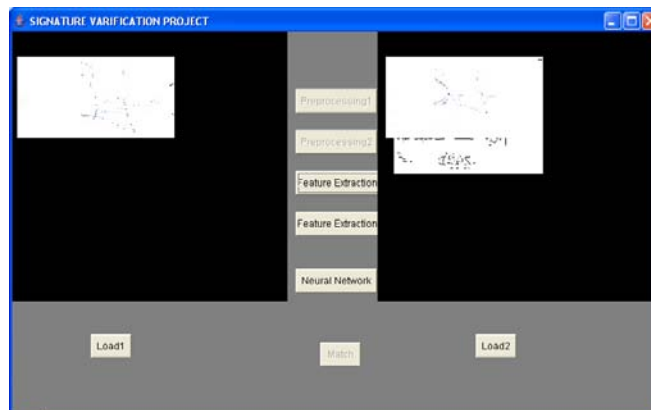 SIGNATURE VARIFICATION PROJECT
Preprocessing1
Preprocessing2
Feature Extraction
Feature Extraction
Neural Network
Load1
Match
Load2